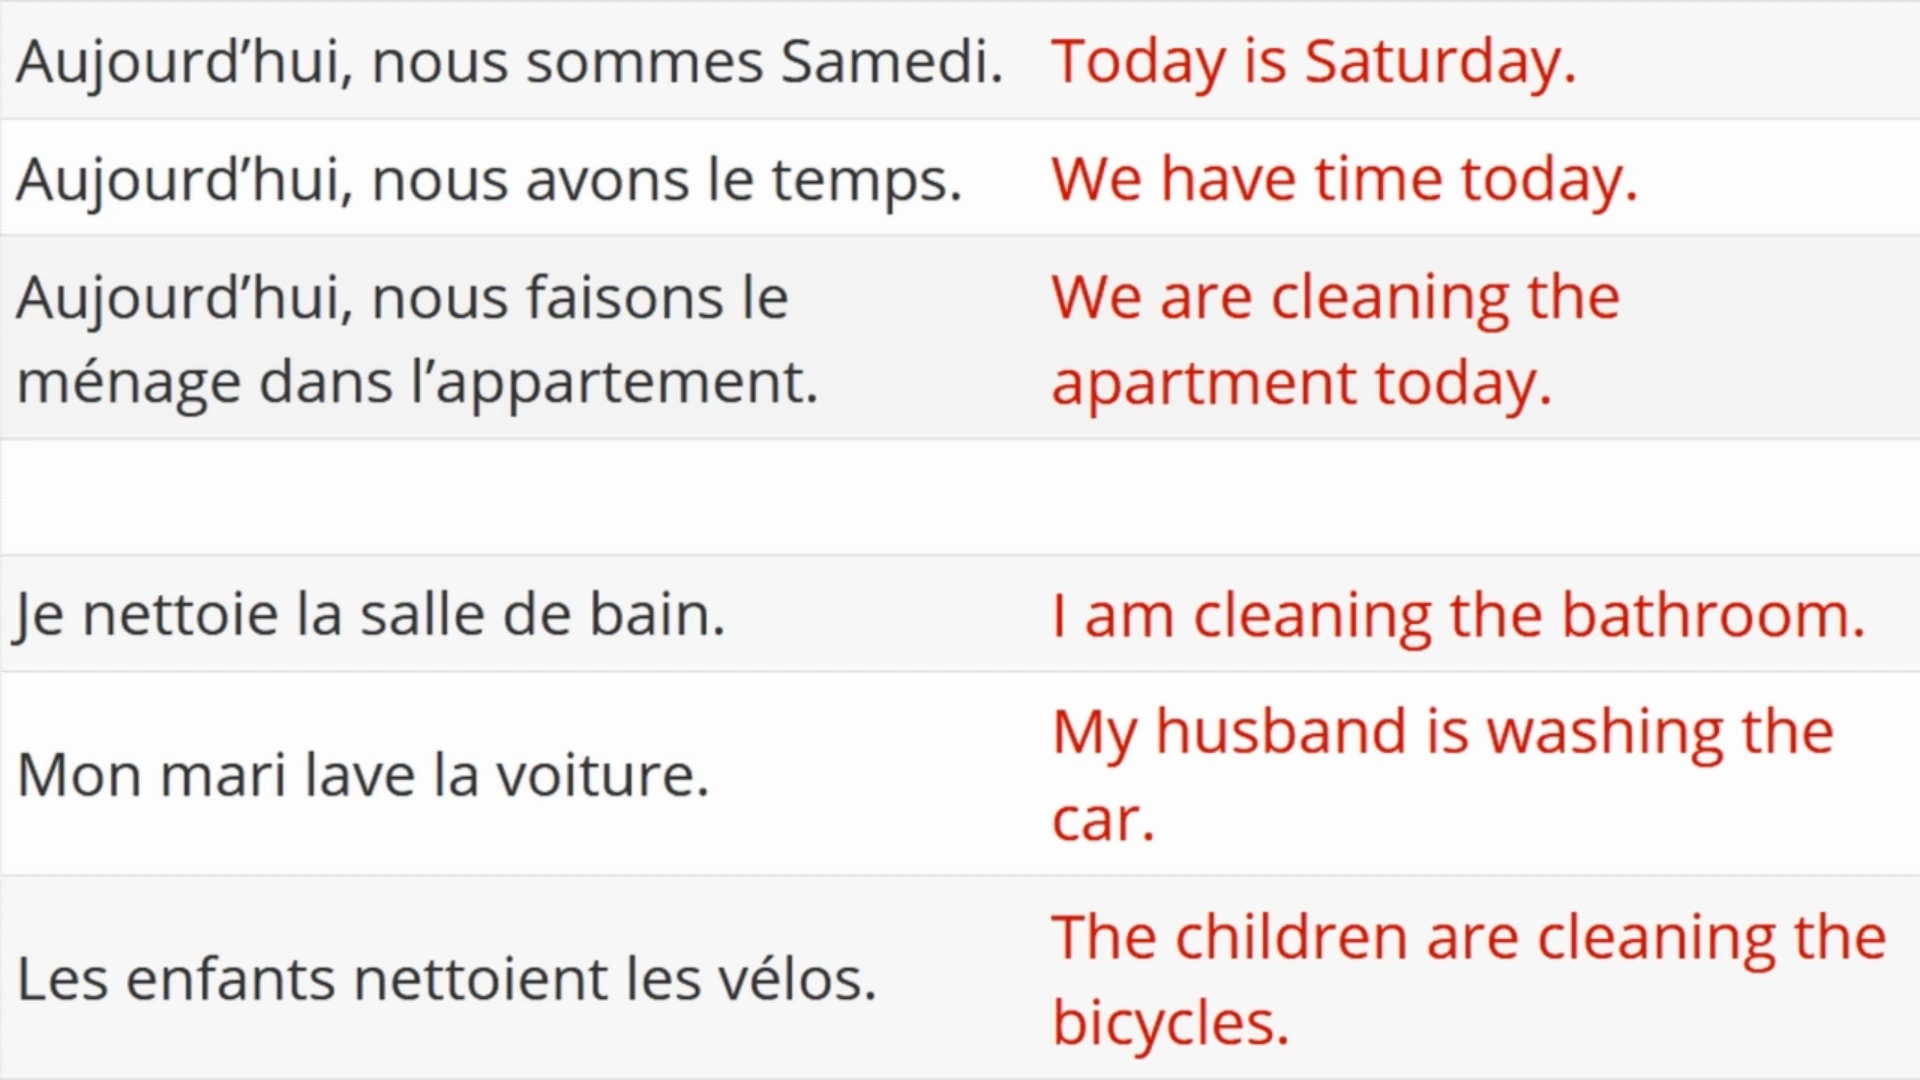 Aujourd’hui, nous sommes Samedi. Today is Saturday.
Aujourd’hui, nous avons le temps. We have time today.
Aujourd’hui, nous faisons le
ménage dans l’appartement.
We are cleaning the
apartment today.
Je nettoie la salle de bain. I am cleaning the bathroom.
Mon mari lave la voiture.
My husband is washing the
car.
Les enfants nettoient les vélos.
The children are cleaning the
bicycles.